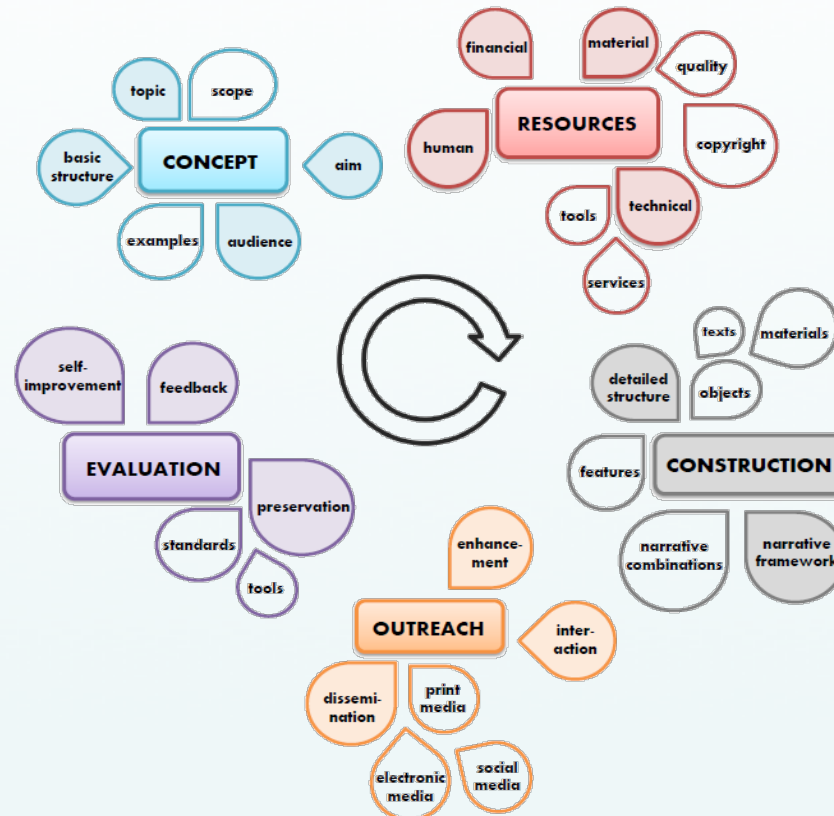 topic
scope
basic
structure
CONCEPT
aim
examples
audience
financial
material
quality
human
RESOURCES
copyright
tools
technical
services
texts
materials
detailed
structure
objects
features
CONSTRUCTION
narrative
combinations
narrative
framework
self-
improvement
feedback
EVALUATION
preservation
standards
tools
enhance-
ment
OUTREACH
inter-
action
dissemi-
nation
print
media
electronic
media
social
media